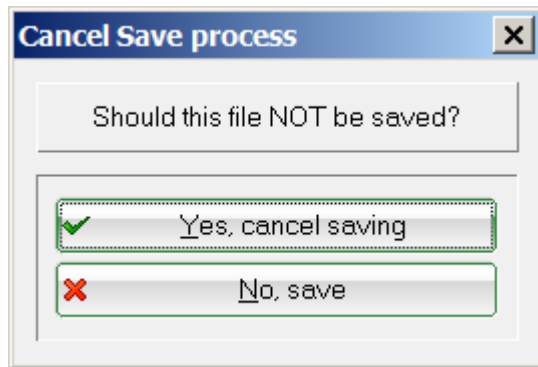 Cancel Save process
Should this file NOT be saved?
Yes, cancel saving
No, save